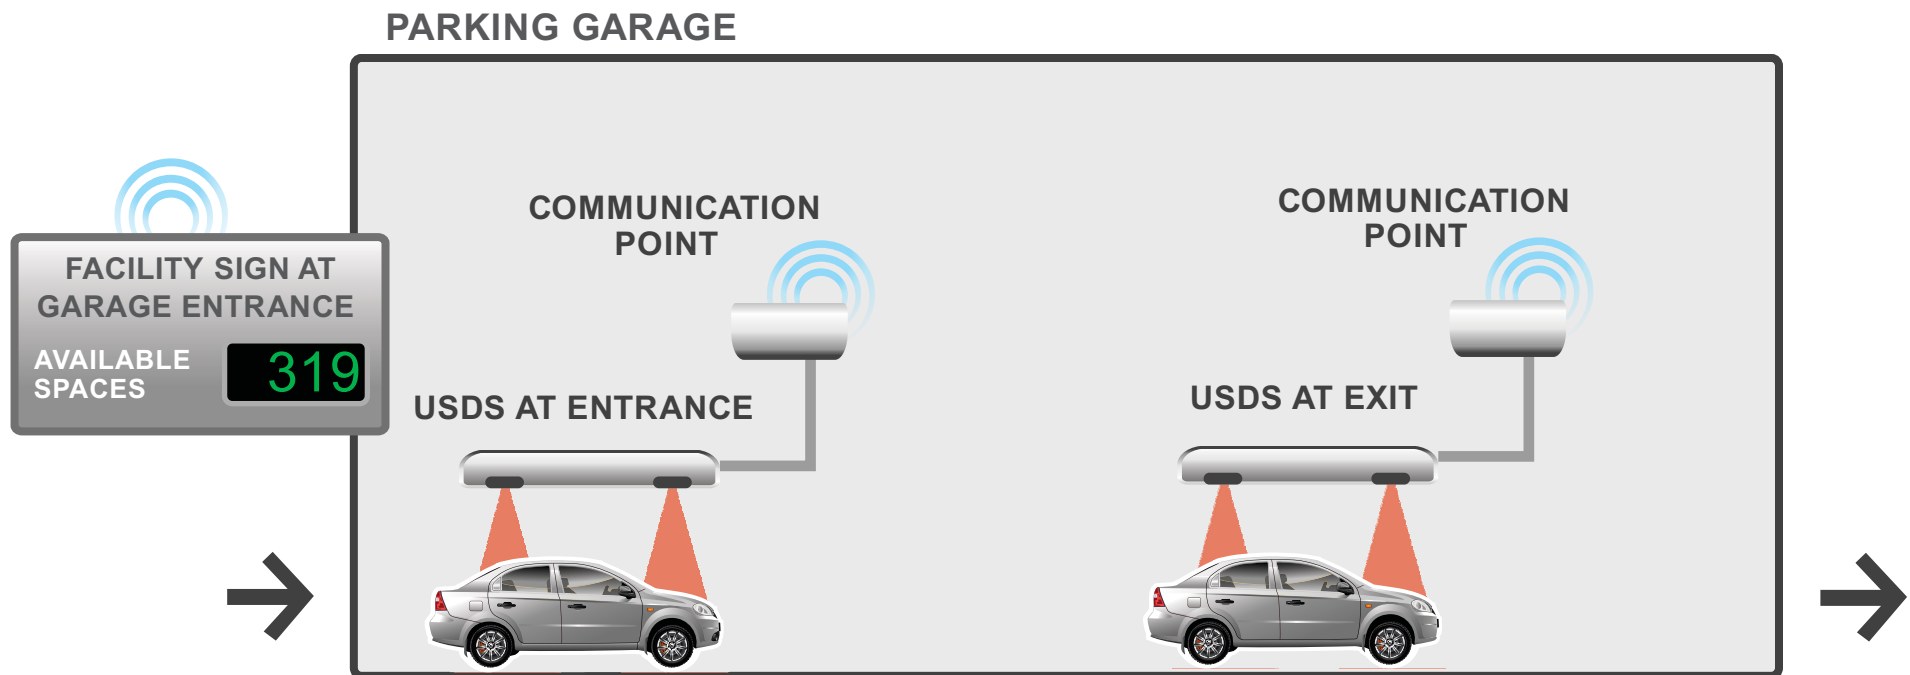 PARKING GARAGE
COMMUNICATION
POINT
COMMUNICATION
POINT
FACILITY SIGN AT
GARAGE ENTRANCE
AVAILABLE
SPACES
319
USDS AT ENTRANCE
USDS AT EXIT